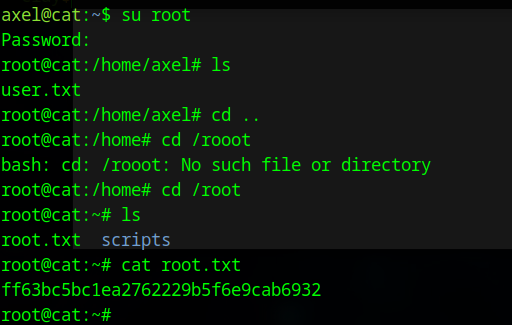 axel@cat:~$ su root
Password:
root@cat:/home/axel# ls
user.txt
root@cat:/home/axel# cd ..
root@cat:/home# cd /rooot
bash: cd: /rooot: No such file or directory
root@cat:/home# cd /root
root@cat:~# ls
root.txt  scripts
root@cat:~# cat root.txt
ff63bc5bc1ea2762229b5f6e9cab6932
root@cat:~#